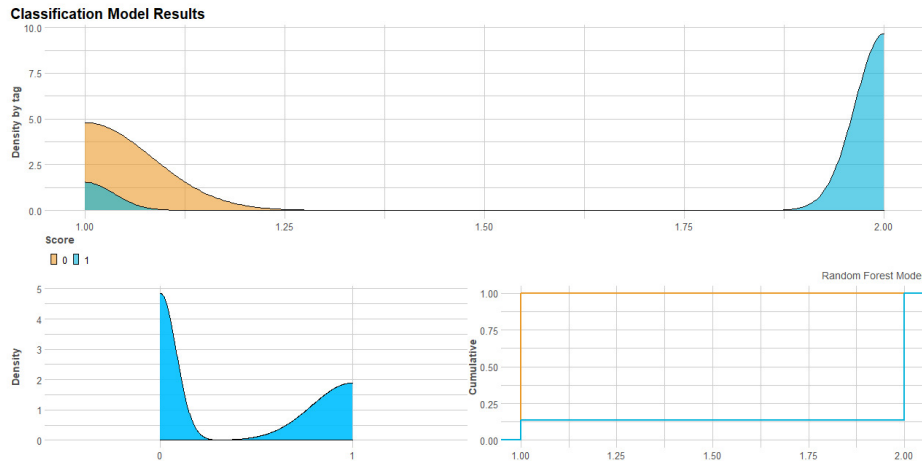 Classification Model Results
Density by tag
10.0
7.5
5.0
2.5
0.0
1.00 1.25 1.50 1.75 2.00
Score
0 1
Density
5
4
3
2
1
0
0 1
Random Forest Mode
Cumulative
1.00
0.75
0.50
0.25
0.00
1.00 1.25 1.50 1.75 2.00